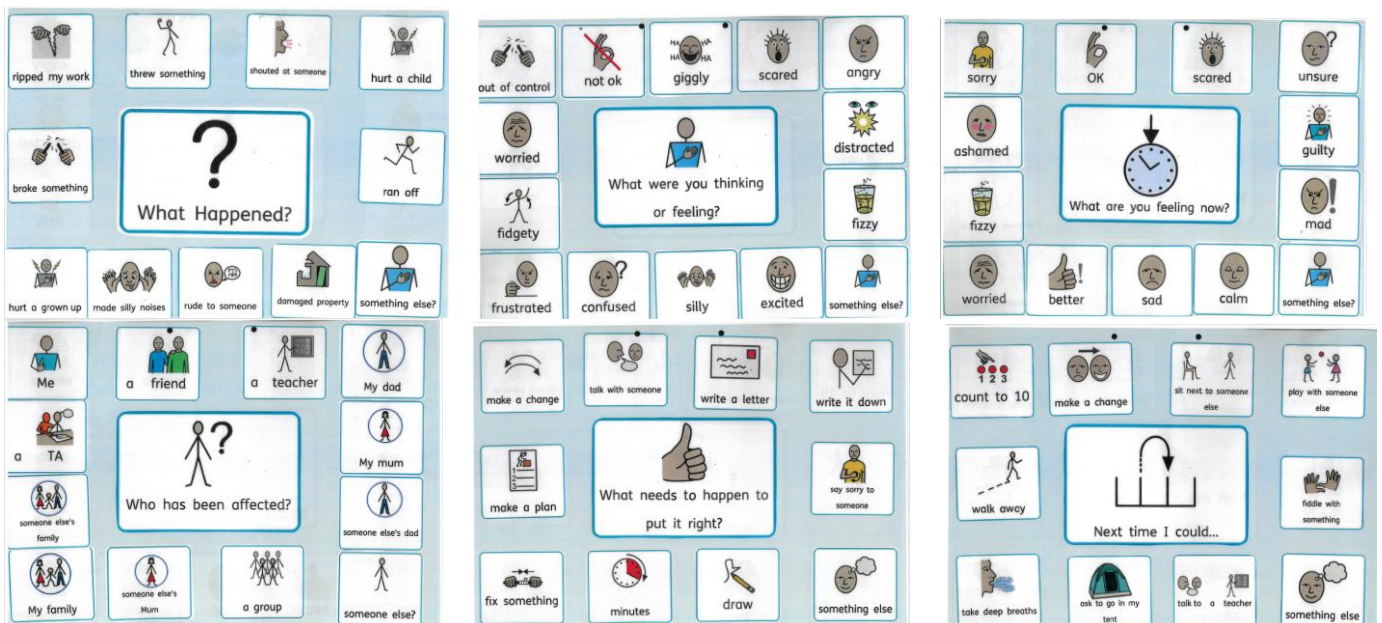 ripped my work
threw something
shouted at someone
hurt a child
broke something
?
What Happened?
ran off
hurt a grown up
made silly noises
rude to someone
damaged property
something else?
out of control
not ok
HA HA HA HA
giggly
scared
angry
worried
What were you thinking
or feeling?
distracted
fidgety
fizzy
frustrated
?
confused
silly
excited
something else?
sorry
OK
scared
?
unsure
ashamed
What are you feeling now?
guilty
fizzy
!
mad
worried
!
better
sad
calm
something else?
Me
a friend
a teacher
My dad
a TA
?
Who has been affected?
My mum
someone else's
family
someone else's dad
My family
someone else's
Mum
a group
someone else?
make a change
talk with someone
write a letter
write it down
make a plan
What needs to happen to
put it right?
say sorry to
someone
fix something
minutes
draw
something else
1 2 3
count to 10
make a change
sit next to someone
else
play with someone
else
walk away
Next time I could...
fiddle with
something
take deep breaths
ask to go in my
tent
talk to a teacher
something else